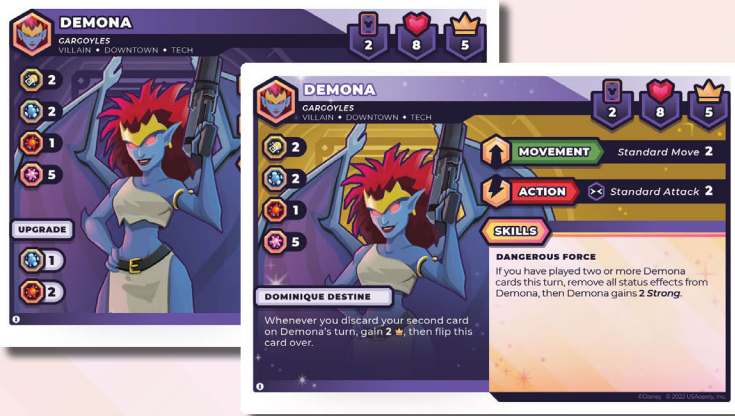 DEMONA
GARGOYLES
VILLAIN ◆ DOWNTOWN ◆ TECH
2 8 5
2
2
1
5
UPGRADE
1
2
DEMONA
GARGOYLES
VILLAIN ◆ DOWNTOWN ◆ TECH
2 8 5
2
2
1
5
MOVEMENT Standard Move 2
ACTION Standard Attack 2
SKILLS
DANGEROUS FORCE
If you have played two or more Demona
cards this turn, remove all status effects from
Demona, then Demona gains 2 Strong.
DOMINIQUE DESTINE
Whenever you discard your second card
on Demona's turn, gain 2 , then flip this
card over.
©Disney © 2022 USAopoly, Inc.